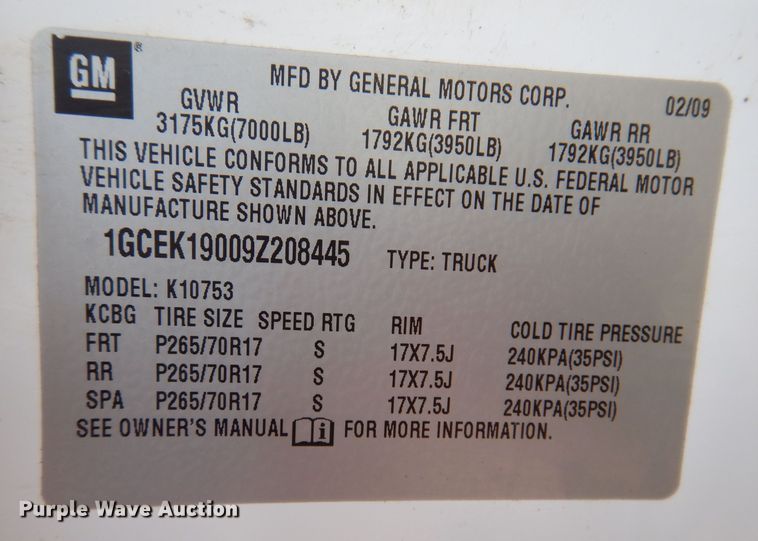 GM
®
MFD BY GENERAL MOTORS CORP. 02/09
GVWR GAWR FRT GAWR RR
3175KG(7000LB) 1792KG(3950LB) 1792KG(3950LB)
THIS VEHICLE CONFORMS TO ALL APPLICABLE U.S. FEDERAL MOTOR
VEHICLE SAFETY STANDARDS IN EFFECT ON THE DATE OF
MANUFACTURE SHOWN ABOVE.
1GCEK19009Z208445 TYPE: TRUCK
MODEL: K10753
KCBG TIRE SIZE SPEED RTG RIM COLD TIRE PRESSURE
FRT P265/70R17 S 17X7.5J 240KPA(35PSI)
RR P265/70R17 S 17X7.5J 240KPA(35PSI)
SPA P265/70R17 S 17X7.5J 240KPA(35PSI)
SEE OWNER'S MANUAL i FOR MORE INFORMATION.
Purple Wave Auction